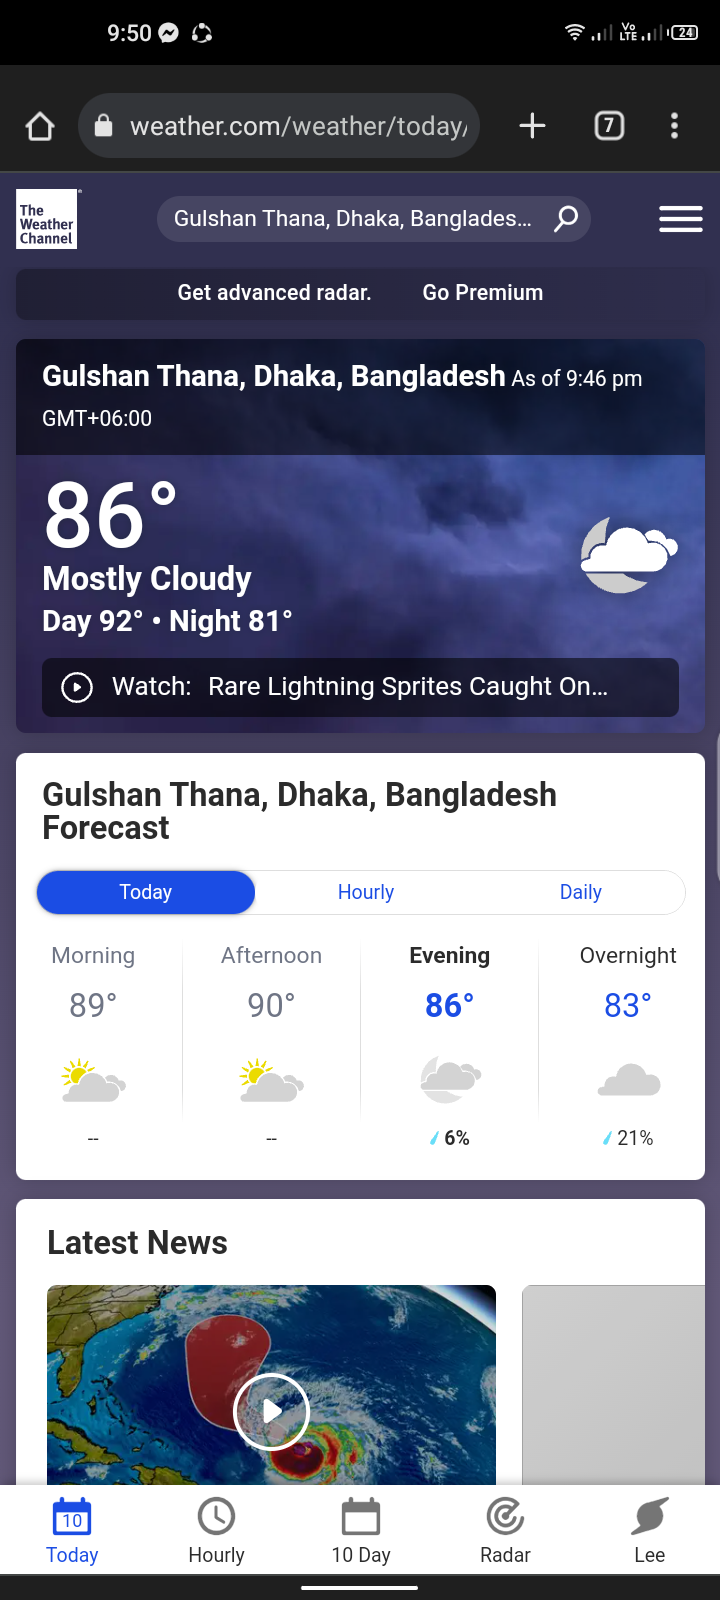 9:50
Vo
LTE
24
weather.com/weather/today/
7
The
Weather
Channel
Gulshan Thana, Dhaka, Banglades...
Get advanced radar. Go Premium
Gulshan Thana, Dhaka, Bangladesh As of 9:46 pm
GMT+06:00
86°
Mostly Cloudy
Day 92° • Night 81°
Watch: Rare Lightning Sprites Caught On...
Gulshan Thana, Dhaka, Bangladesh
Forecast
Today Hourly Daily
Morning Afternoon Evening Overnight
89° 90° 86° 83°
-- -- 6% 21%
Latest News
10
Today Hourly 10 Day Radar Lee